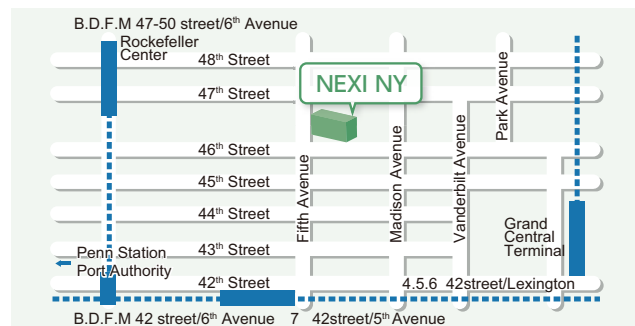 B.D.F.M 47-50 street/6th Avenue
Rockefeller
Center
48th Street
NEXI NY
47th Street
Park Avenue
46th Street
45th Street
44th Street
43th Street
42th Street
Fifth Avenue
Madison Avenue
Vanderbilt Avenue
Grand
Central
Terminal
Penn Station
Port Authority
4.5.6 42street/Lexington
B.D.F.M 42 street/6th Avenue 7 42street/5th Avenue